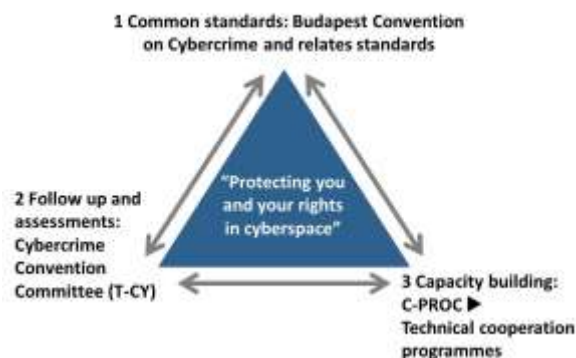 1 Common standards: Budapest Convention
on Cybercrime and relates standards
"Protecting you
and your rights
in cyberspace"
2 Follow up and
assessments:
Cybercrime
Convention
Committee (T-CY)
3 Capacity building:
C-PROC ▶
Technical cooperation
programmes